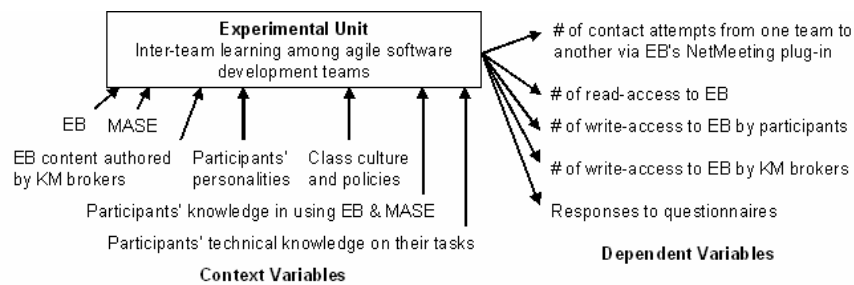 Experimental Unit
Inter-team learning among agile software
development teams
# of contact attempts from one team to
another via EB's NetMeeting plug-in
# of read-access to EB
# of write-access to EB by participants
# of write-access to EB by KM brokers
Responses to questionnaires
Dependent Variables
EB
MASE
EB content authored
by KM brokers
Participants'
personalities
Class culture
and policies
Participants' knowledge in using EB & MASE
Participants' technical knowledge on their tasks
Context Variables